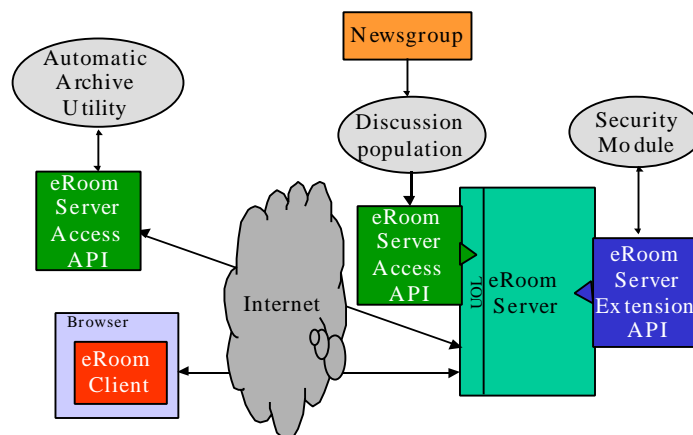 Newsgroup
Automatic
Archive
Utility
Discussion
population
Security
Module
eRoom
Server
Access
API
eRoom
Server
Access
API
UOL
eRoom
Server
eRoom
Server
Extension
API
Internet
Browser
eRoom
Client